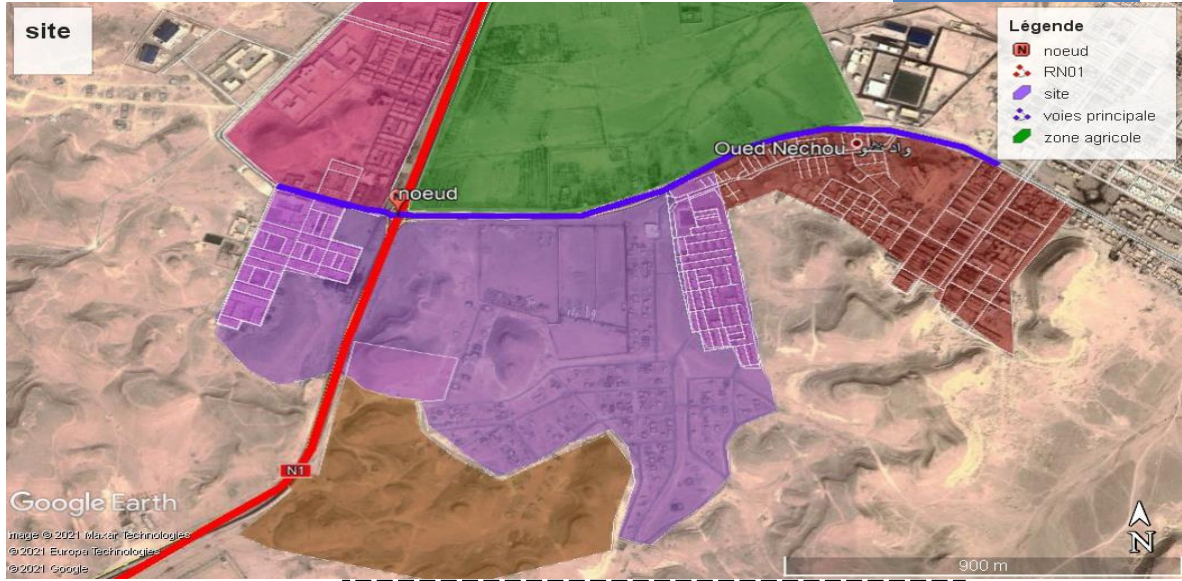 site
Légende
noeud
RN01
site
voies principale
zone agricole
Oued Nechou واد نشو
noeud
N1
Google Earth
Image © 2021 Maxar Technologies
© 2021 Europa Technologies
© 2021 Google
N
900 m